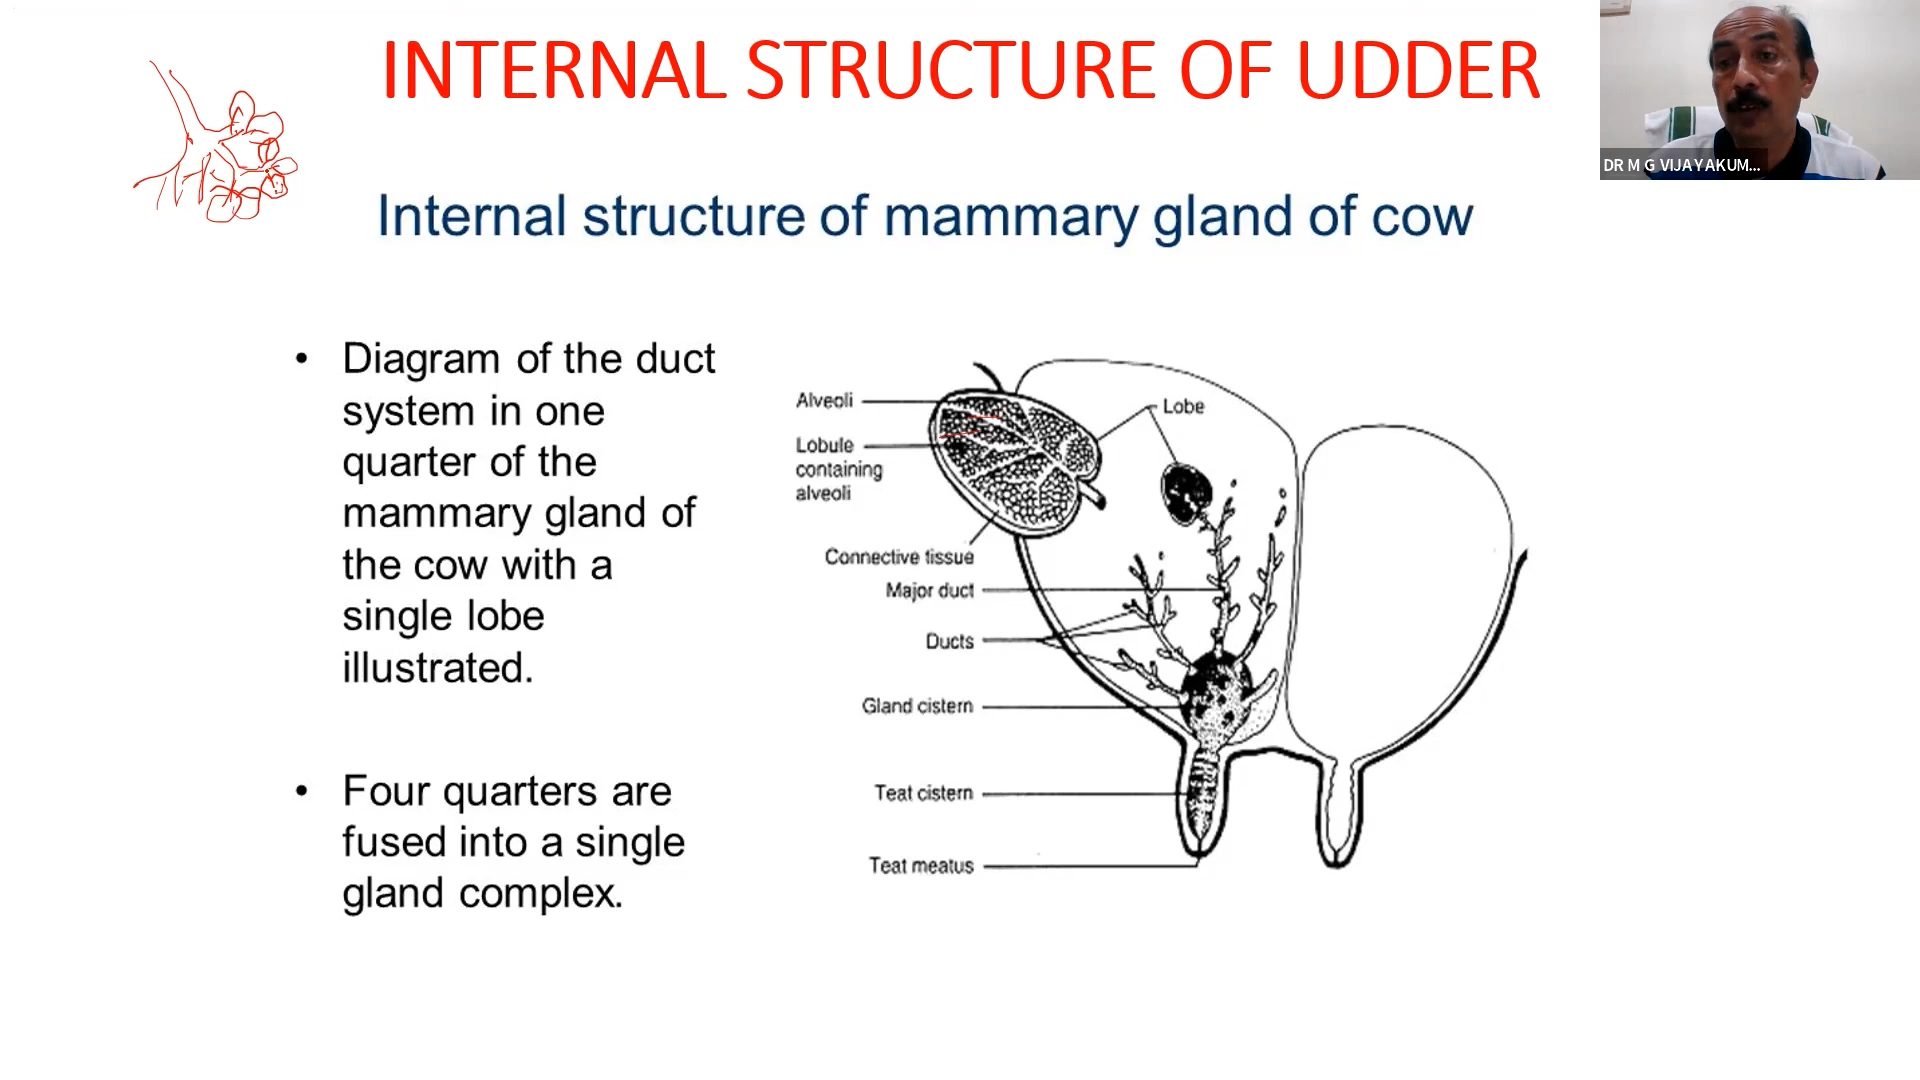 INTERNAL STRUCTURE OF UDDER
DR M G VIJAYAKUM...
Internal structure of mammary gland of cow
• Diagram of the duct
system in one
quarter of the
mammary gland of
the cow with a
single lobe
illustrated.
• Four quarters are
fused into a single
gland complex.
Alveoli
Lobe
Lobule
containing
alveoli
Connective tissue
Major duct
Ducts
Gland cistern
Teat cistern
Teat meatus